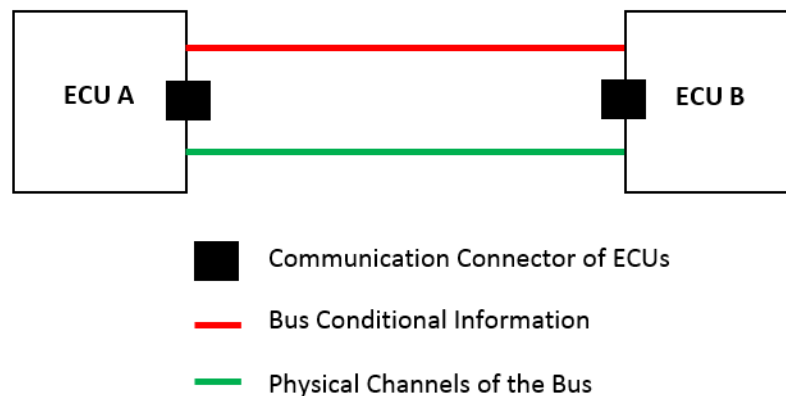 ECU A
ECU B
Communication Connector of ECUs
Bus Conditional Information
Physical Channels of the Bus